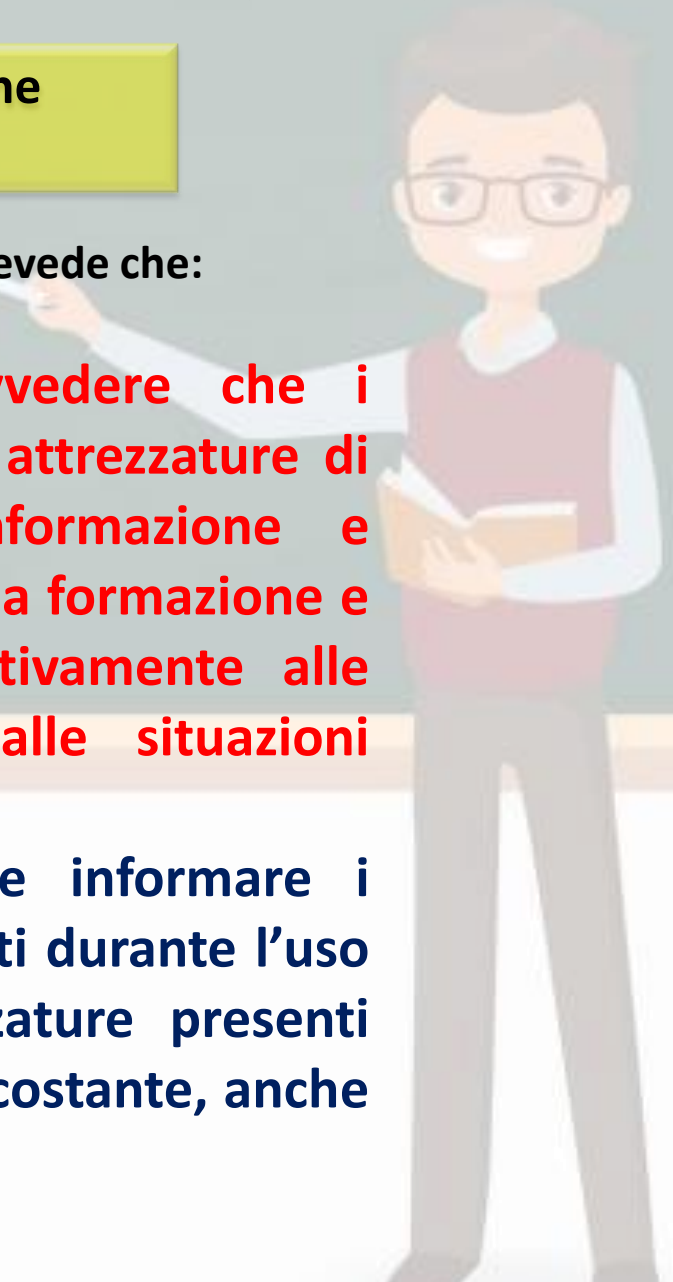 ne
evede che:
vvedere che i
attrezzature di
nformazione e
a formazione e
tivamente alle
alle situazioni
e informare i
ti durante l’uso
zature presenti
costante, anche